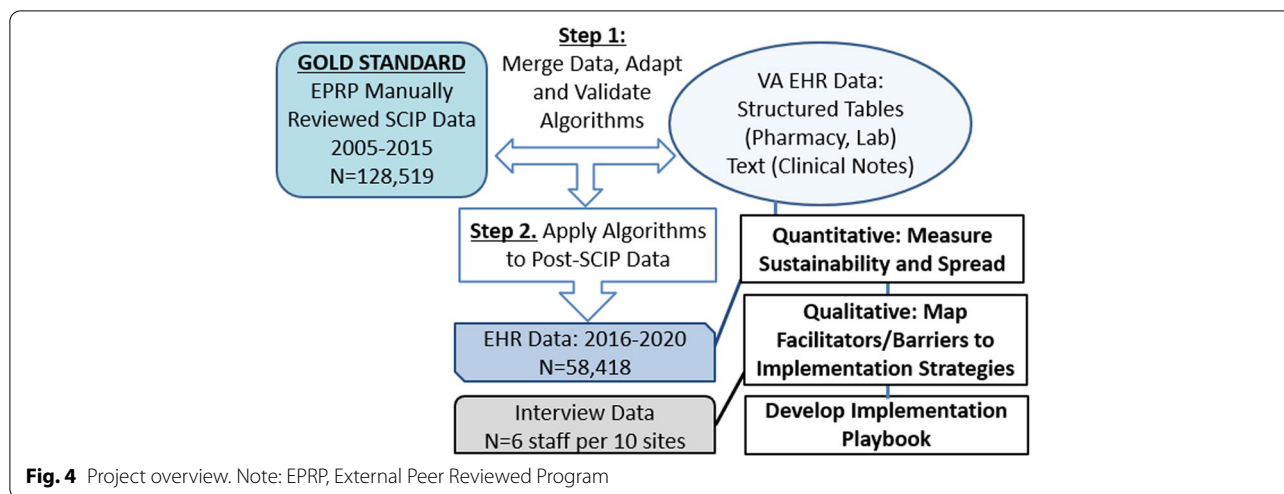 GOLD STANDARD
EPRP Manually
Reviewed SCIP Data
2005-2015
N=128,519
Step 1:
Merge Data, Adapt
and Validate
Algorithms
VA EHR Data:
Structured Tables
(Pharmacy, Lab)
Text (Clinical Notes)
Step 2. Apply Algorithms
to Post-SCIP Data
Quantitative: Measure
Sustainability and Spread
EHR Data: 2016-2020
N=58,418
Qualitative: Map
Facilitators/Barriers to
Implementation Strategies
Interview Data
N=6 staff per 10 sites
Develop Implementation
Playbook
Fig. 4 Project overview. Note: EPRP, External Peer Reviewed Program